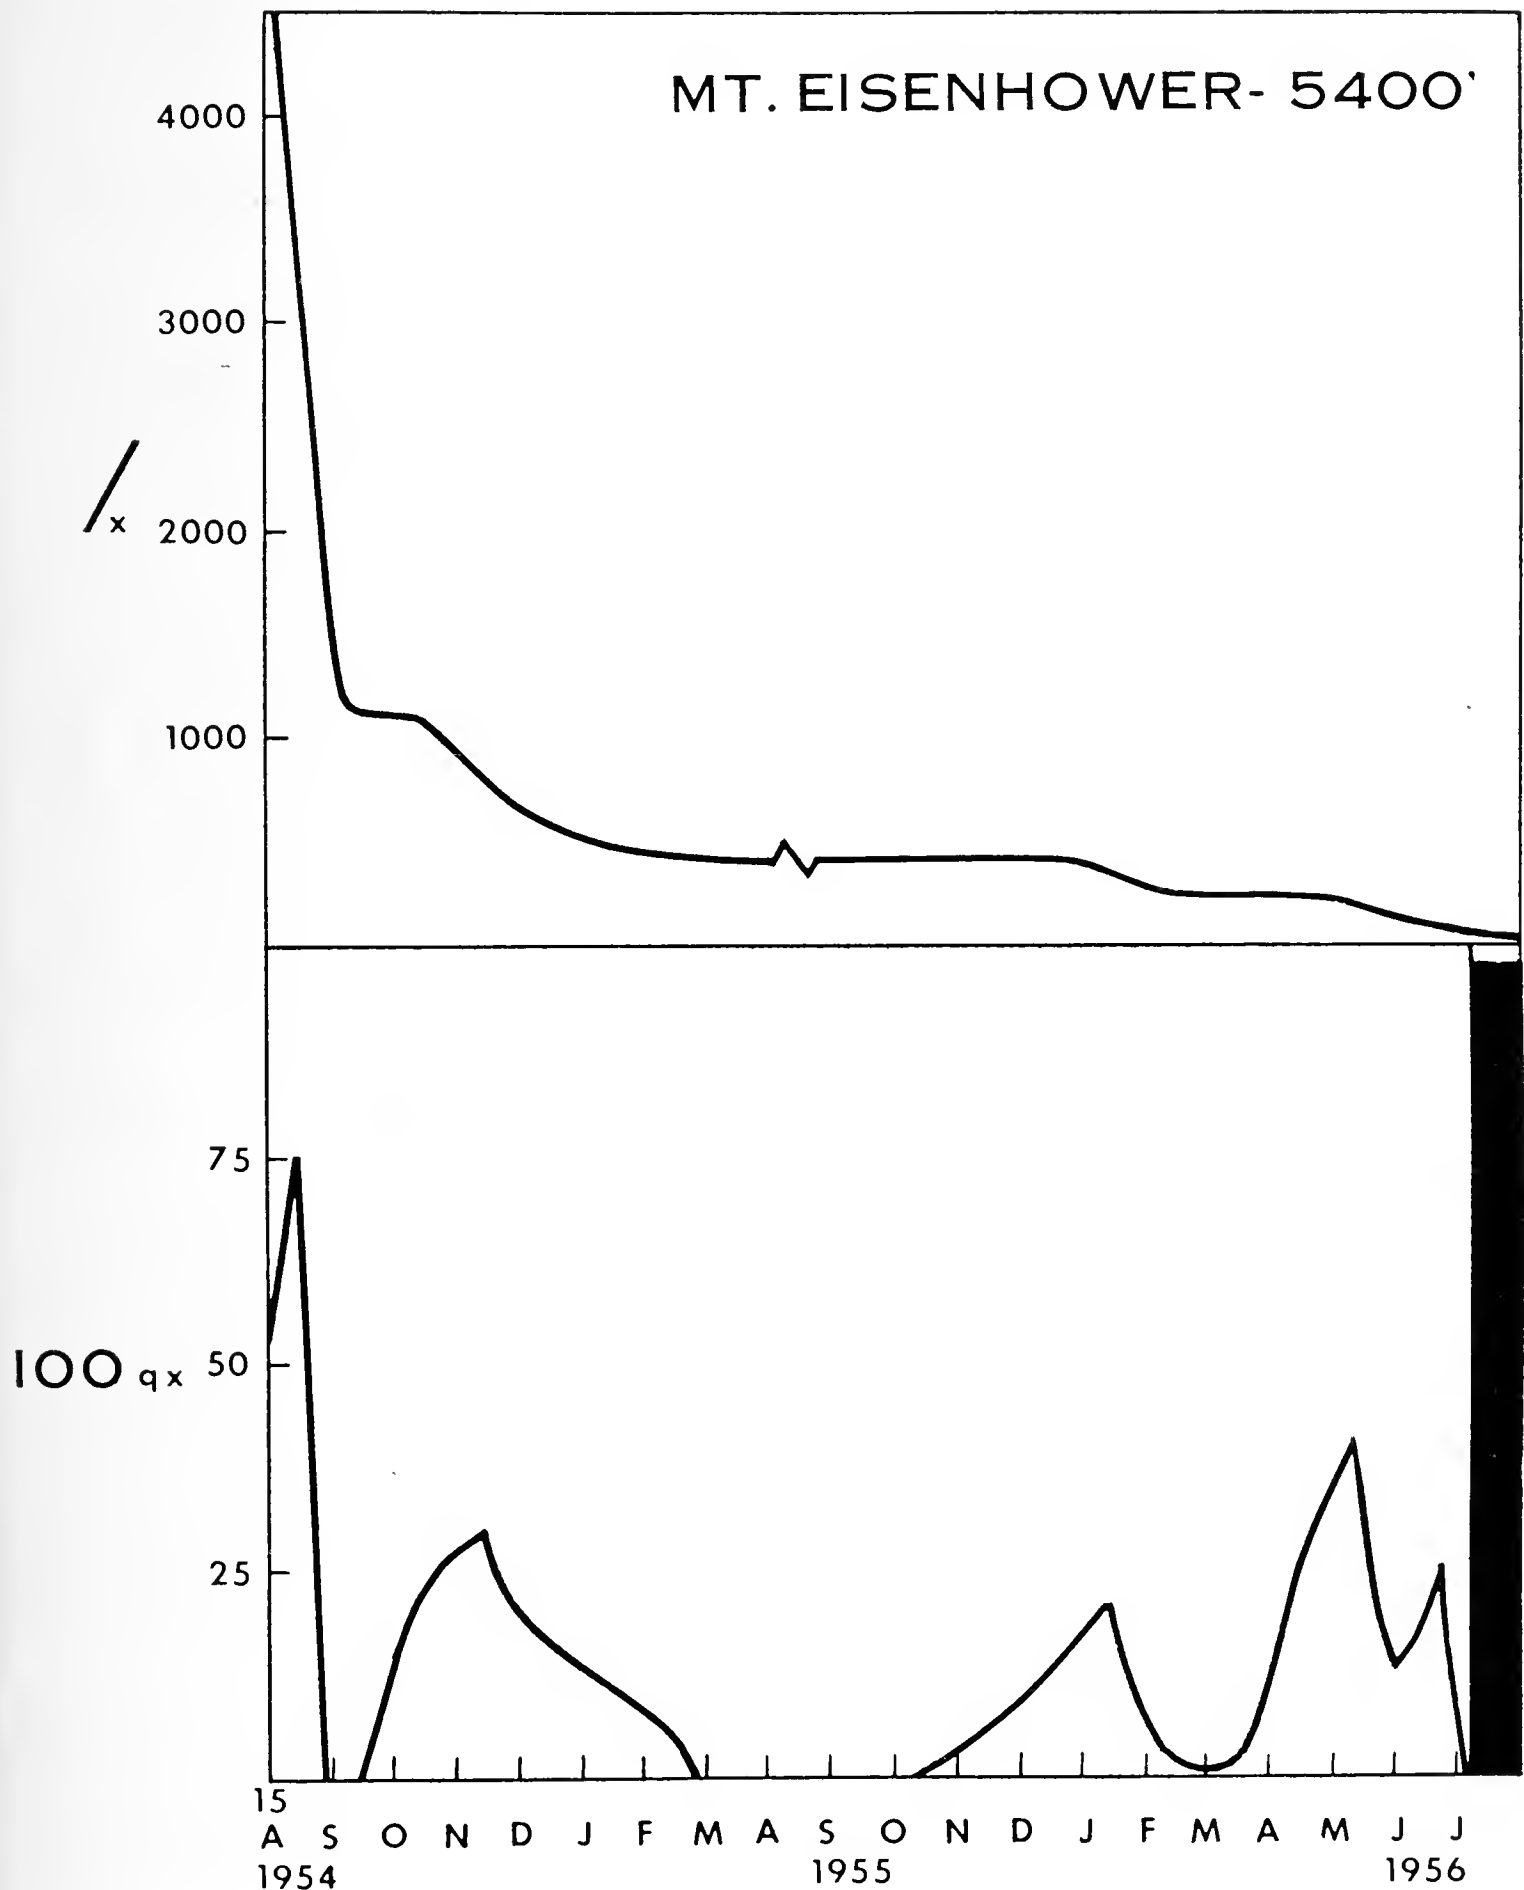 MT. EISENHOWER- 5400'
4000
3000
lx 2000
1000
75
100 qx 50
25
15
A S O N D J F M A S O N D J F M A M J J
1954 1955 1956